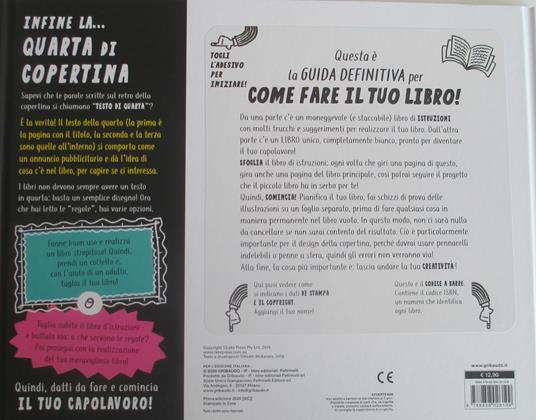 INFINE LA...
QUARTA DI
COPERTINA
Sapevi che le parole scritte sul retro della
copertina si chiamano "TESTO DI QUARTA"?
È la verità! Il testo della quarta (la prima è
la pagina con il titolo, la seconda e la terza
sono quelle all'interno) si comporta come
un annuncio pubblicitario e dà l'idea di
cosa c'è nel libro, per capire se ci interessa.
I libri non devono sempre avere un testo
in quarta: basta un semplice disegno! Ora
che hai letto le "regole", hai varie opzioni.
Fanne buon uso e realizza
un libro strepitoso! Quindi,
prendi un coltello e,
con l'aiuto di un adulto,
taglia il tuo libro!
O
Taglia subito il libro d'istruzioni
e buttalo via: a che servono le regole?
Poi prosegui con la realizzazione
del tuo meraviglioso libro!
Quindi, datti da fare e comincia
IL TUO CAPOLAVORO!
TOGLI
L'ADESIVO
PER
INIZIARE!
Questa è
la GUIDA DEFINITIVA per
COME FARE IL TUO LIBRO!
Da una parte c'è un maneggevole (e staccabile) libro di ISTRUZIONI
con molti trucchi e suggerimenti per realizzare il tuo libro. Dall'altra
parte c'è un LIBRO unico, completamente bianco, pronto per diventare
il tuo capolavoro!
SFOGLIA il libro di istruzioni: ogni volta che giri una pagina di questo,
gira anche una pagina del libro principale, così potrai seguire il progetto
che il piccolo libro ha in serbo per te!
Quindi, COMINCIA! Pianifica il tuo libro, fai schizzi di prova delle
illustrazioni su un foglio separato, prima di fare qualsiasi cosa in
maniera permanente nel libro vuoto. In questo modo, non ci sarà nulla
da cancellare se non sarai contento del risultato. Ciò è particolarmente
importante per il design della copertina, perché dovrai usare pennarelli
indelebili o penne a sfera, quindi gli errori non verranno via!
Alla fine, la cosa più importante è: lascia andare la tua CREATIVITÀ!
Qui puoi vedere come
si indicano i dati DI STAMPA
E IL COPYRIGHT.
Aggiungi il tuo nome!
Questo è il CODICE A BARRE.
Contiene il codice ISBN,
un numero che identifica
ogni libro.
www.gribaudo.it
€ 12,90
AVVERTENZE